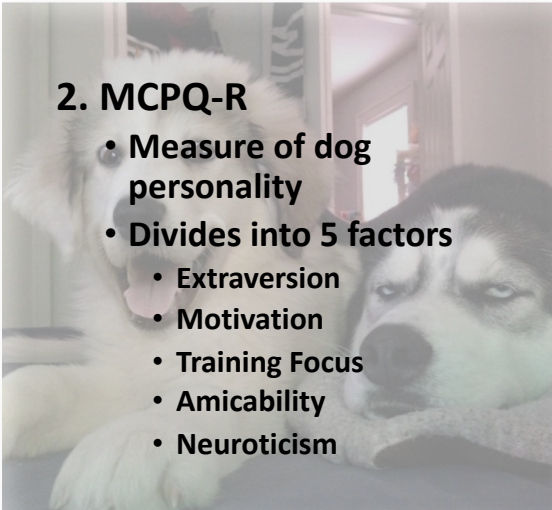 2. MCPQ-R
• Measure of dog
personality
• Divides into 5 factors
• Extraversion
• Motivation
• Training Focus
• Amicability
• Neuroticism